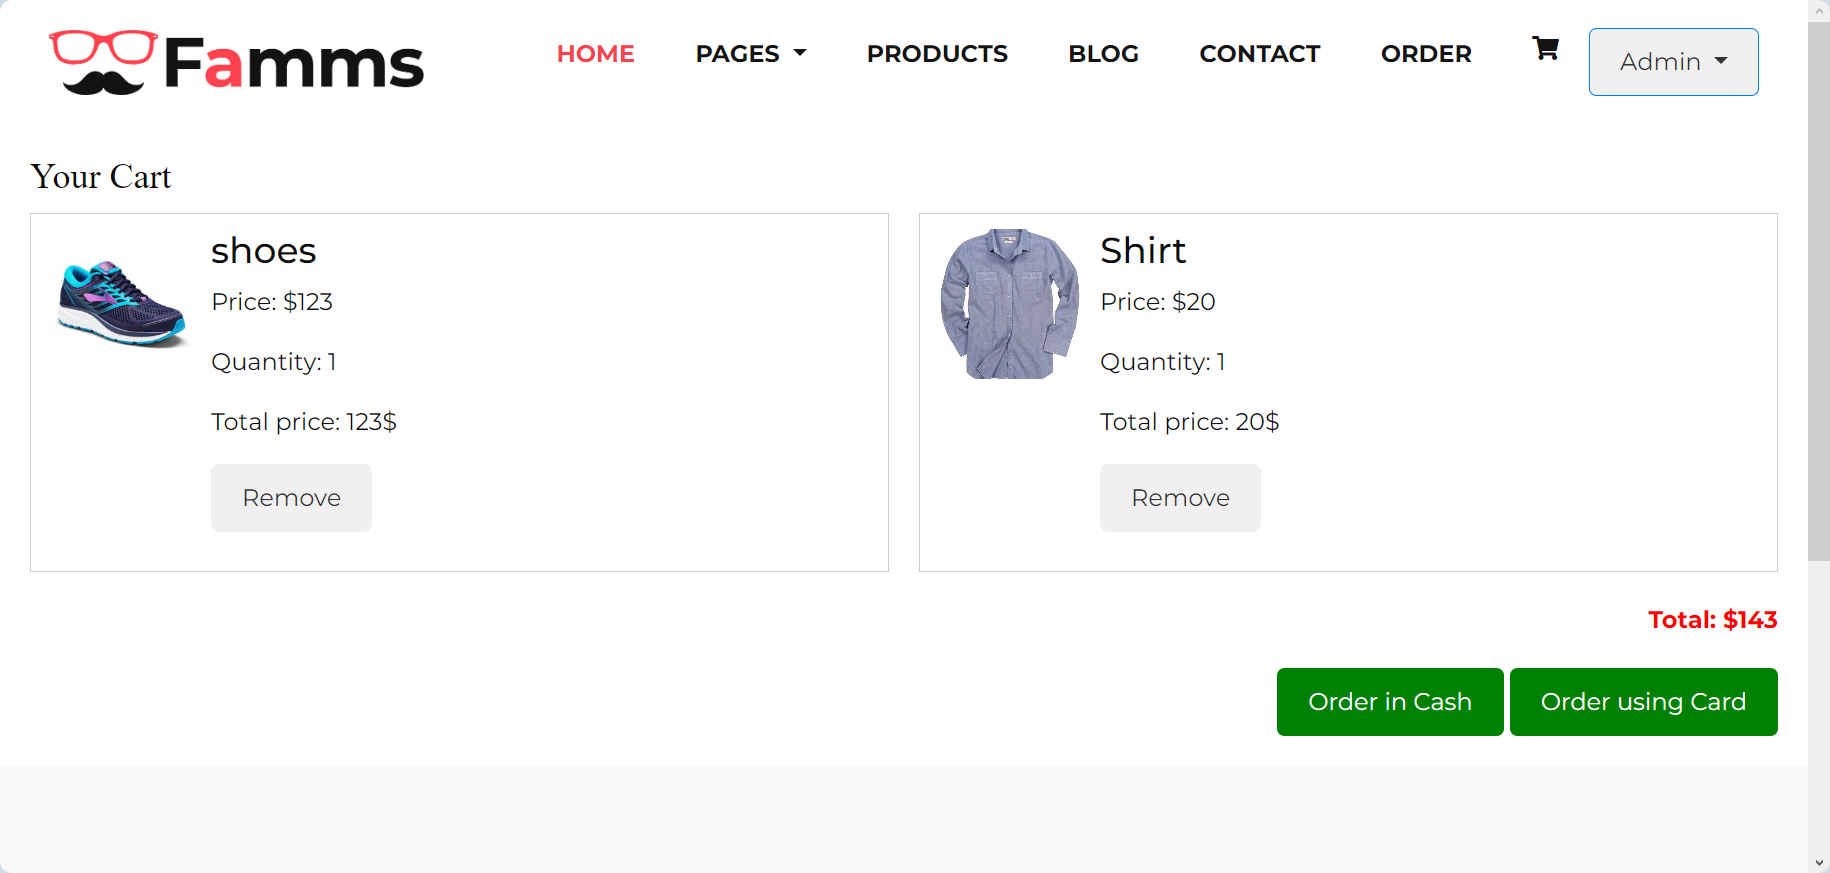 Famms
HOME PAGES PRODUCTS BLOG CONTACT ORDER Admin
Your Cart
shoes
Price: $123
Quantity: 1
Total price: 123$
Remove
Shirt
Price: $20
Quantity: 1
Total price: 20$
Remove
Total: $143
Order in Cash Order using Card